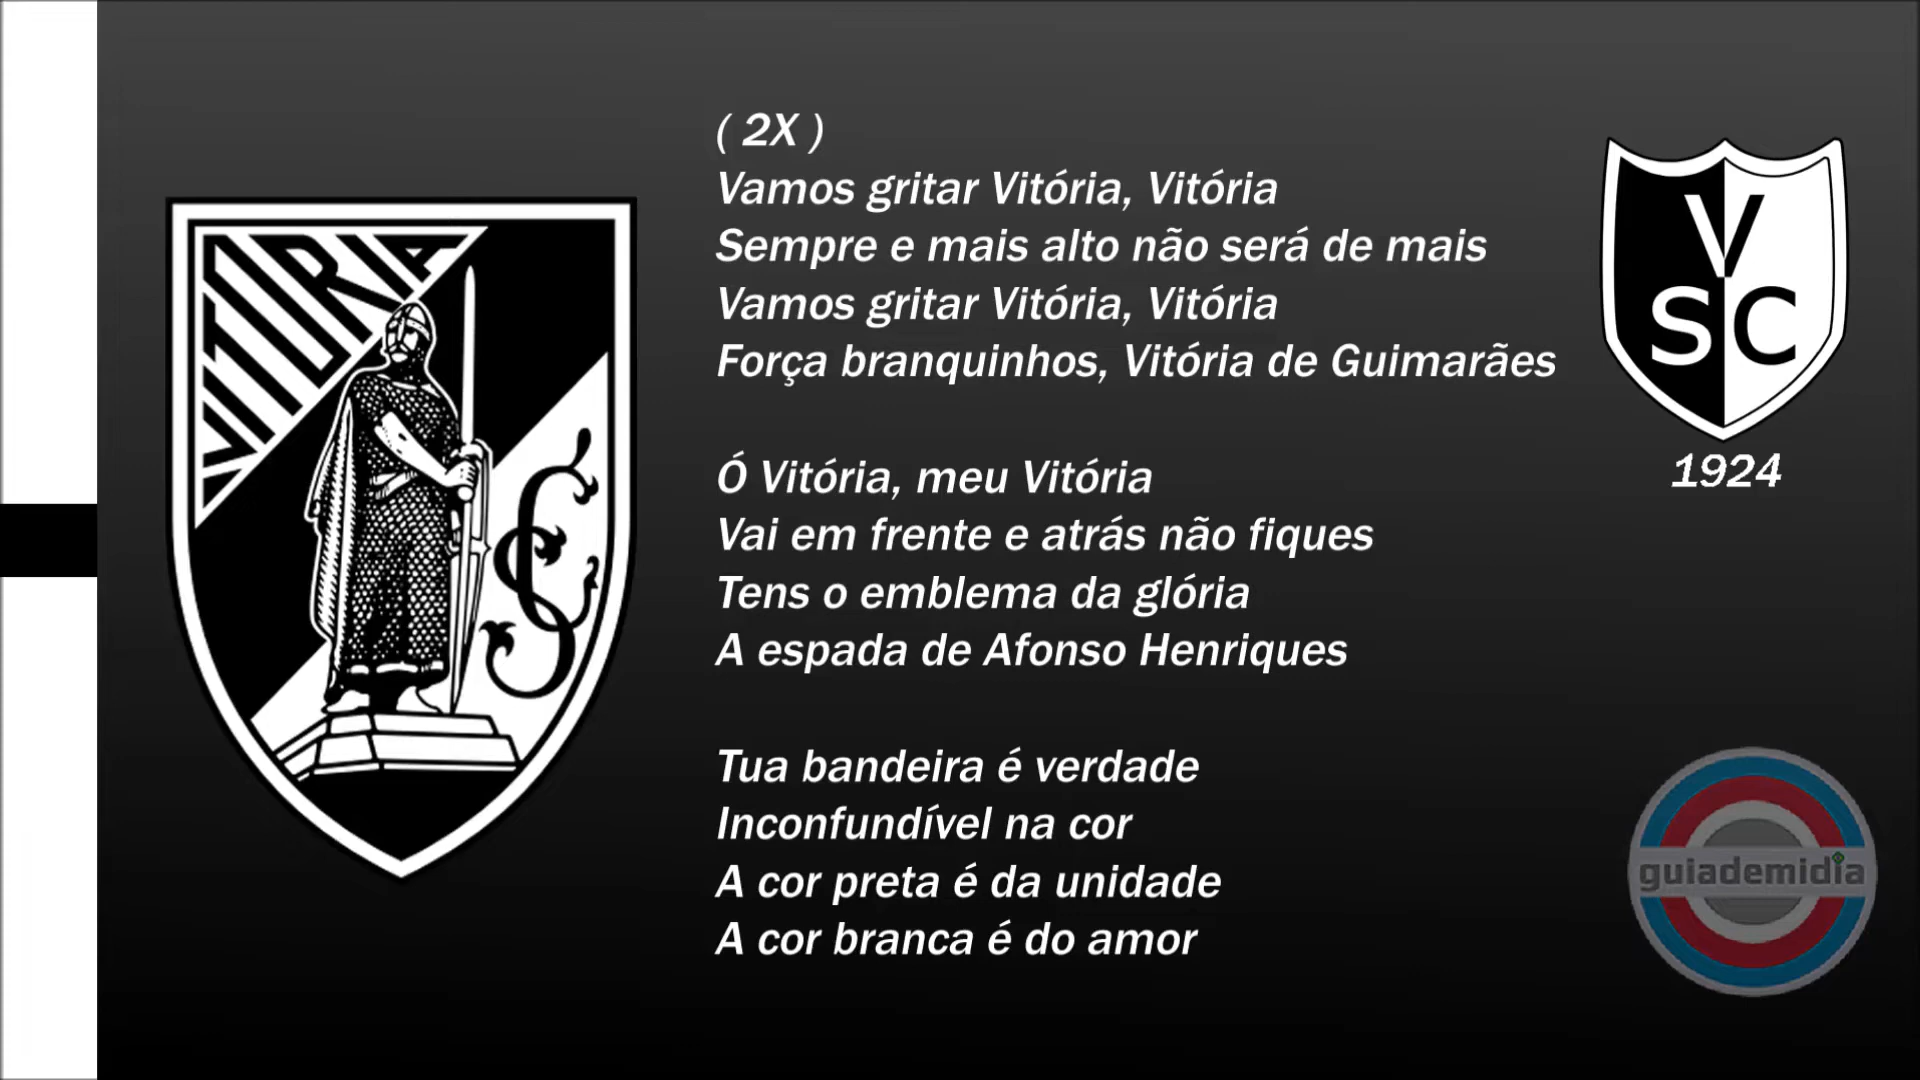 VITÓRIA
SC
( 2X )
Vamos gritar Vitória, Vitória
Sempre e mais alto não será de mais
Vamos gritar Vitória, Vitória
Força branquinhos, Vitória de Guimarães
Ó Vitória, meu Vitória
Vai em frente e atrás não fiques
Tens o emblema da glória
A espada de Afonso Henriques
Tua bandeira é verdade
Inconfundível na cor
A cor preta é da unidade
A cor branca é do amor
V
SC
1924
guiademidia